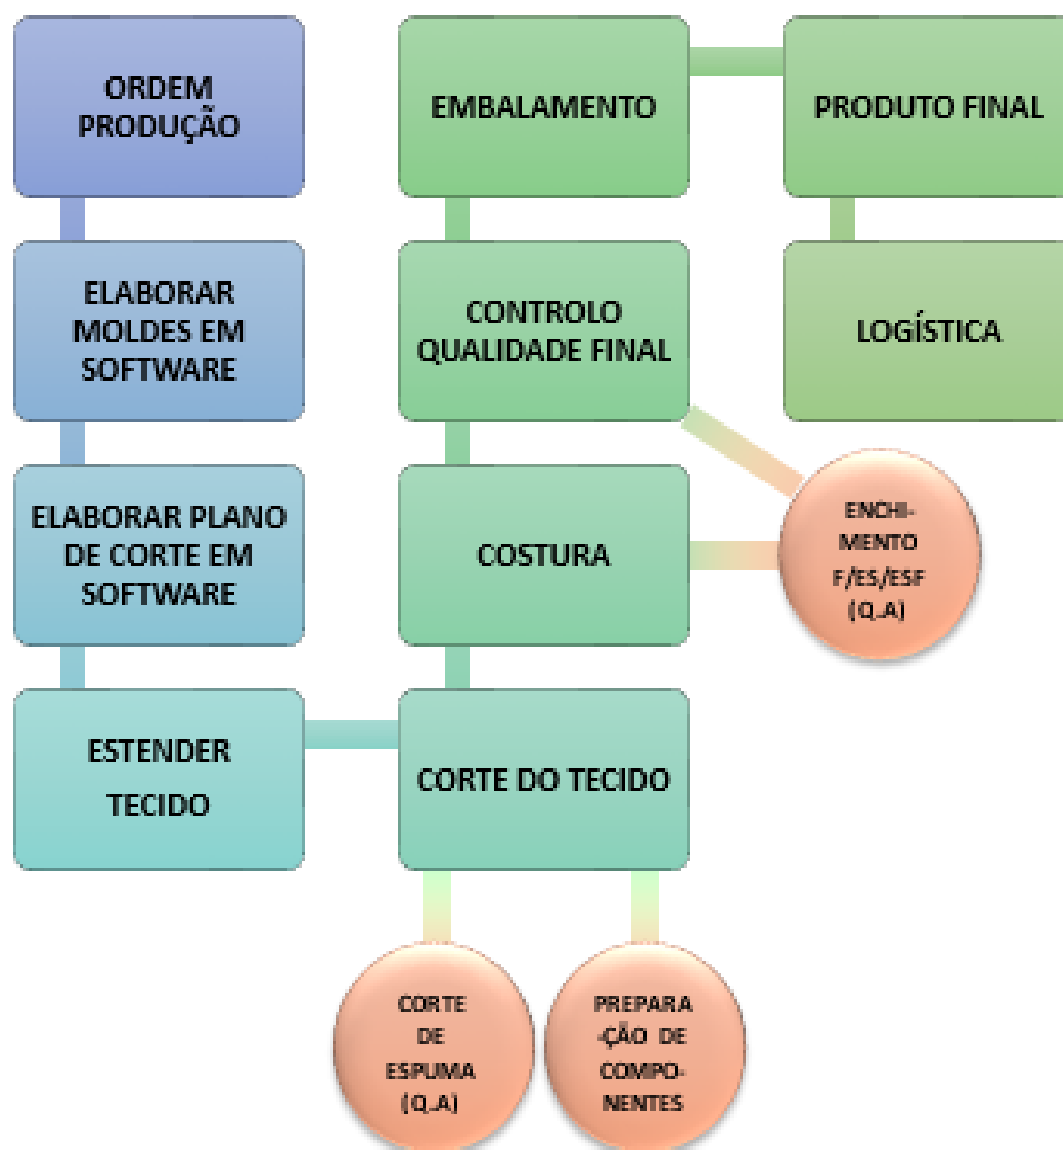 ORDEM
PRODUÇÃO
ELABORAR
MOLDES EM
SOFTWARE
ELABORAR PLANO
DE CORTE EM
SOFTWARE
ESTENDER
TECIDO
CORTE DO TECIDO
COSTURA
CONTROLO
QUALIDADE FINAL
EMBALAMENTO
PRODUTO FINAL
LOGÍSTICA
ENCHI-
MENTO
F/ES/ESF
(Q.A)
CORTE
DE
ESPUMA
(Q.A)
PREPARA
-ÇÃO DE
COMPO-
NENTES